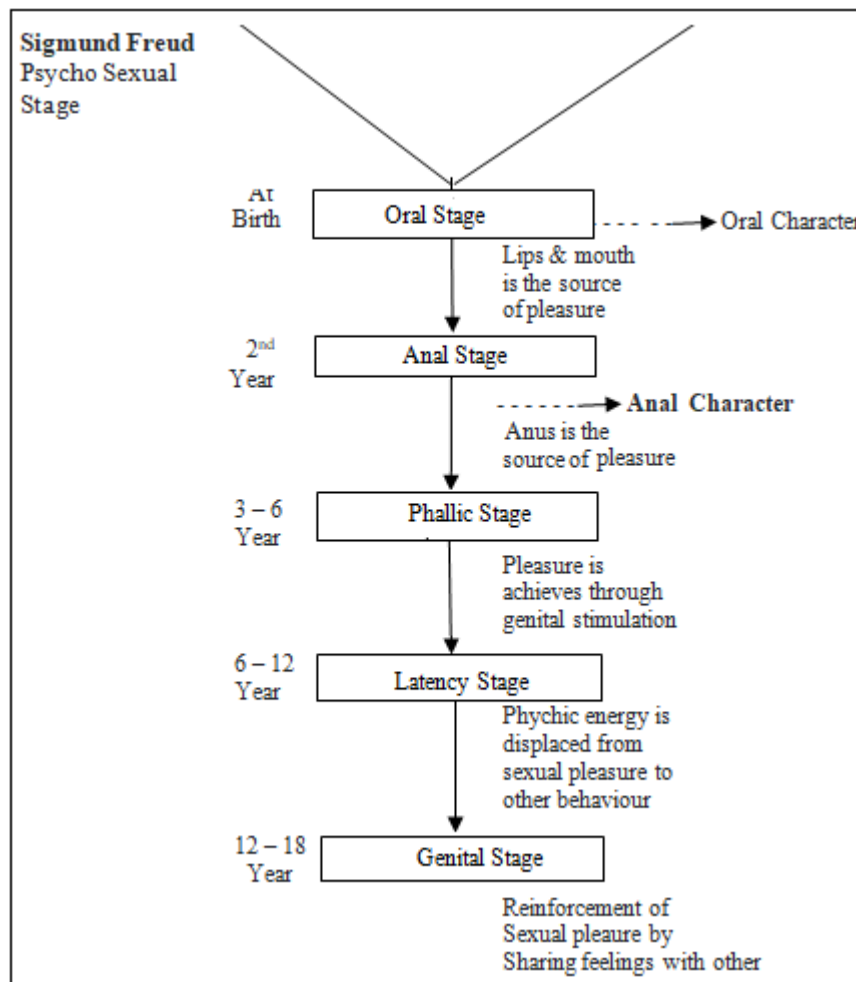 Sigmund Freud
Psycho Sexual
Stage
At
Birth
Oral Stage
Oral Character
Lips & mouth
is the source
of pleasure
2nd
Year
Anal Stage
Anal Character
Anus is the
source of pleasure
3 – 6
Year
Phallic Stage
Pleasure is
achieves through
genital stimulation
6 – 12
Year
Latency Stage
Phychic energy is
displaced from
sexual pleasure to
other behaviour
12 – 18
Year
Genital Stage
Reinforcement of
Sexual pleaure by
Sharing feelings with other